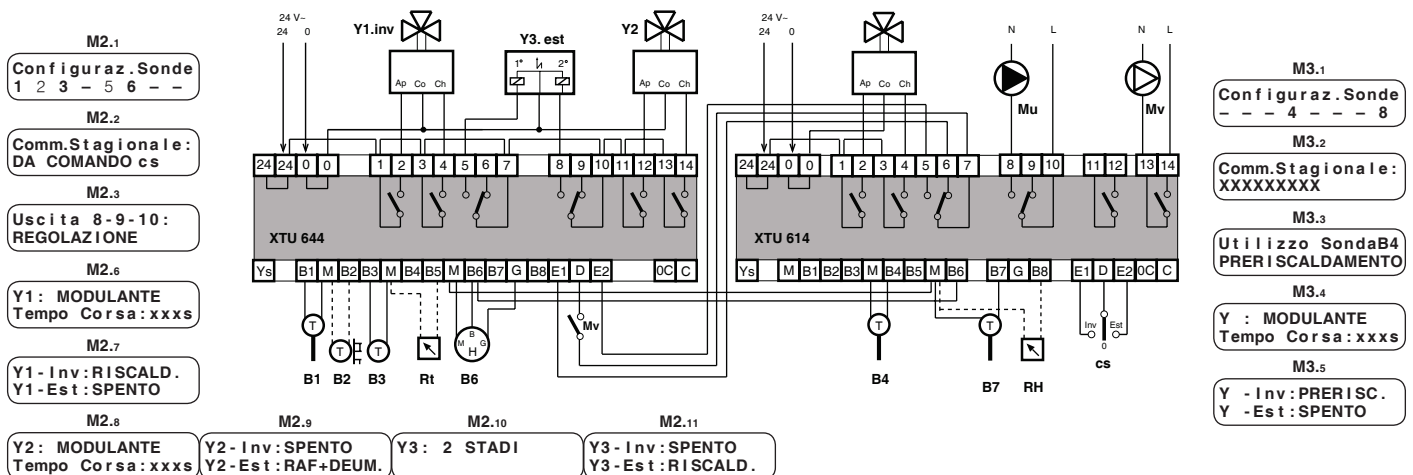 M2.1
Configuraz.Sonde
1 2 3 – 5 6 – –
M2.2
Comm.Stagionale:
DA COMANDO cs
M2.3
Uscita 8-9-10:
REGOLAZIONE
M2.6
Y1: MODULANTE
Tempo Corsa:xxxs
M2.7
Y1-Inv:RISCALD.
Y1-Est:SPENTO
M2.8
Y2: MODULANTE
Tempo Corsa:xxxs
M2.9
Y2-Inv:SPENTO
Y2-Est:RAF+DEUM.
M2.10
Y3: 2 STADI
M2.11
Y3-Inv:SPENTO
Y3-Est:RISCALD.
24 V~
24 0
Y1.inv
Ap Co Ch
Y3.est
1° 2°
Y2
Ap Co Ch
24 24 0 0 1 2 3 4 5 6 7 8 9 10 11 12 13 14
XTU 644
Ys B1 M B2 B3 M B4 B5 M B6 B7 G B8 E1 D E2 0C C
T T T M B G H Mv
B1 B2 B3 Rt B6
24 V~
24 0
Ap Co Ch
N L
Mu
N L
Mv
24 24 0 0 1 2 3 4 5 6 7 8 9 10 11 12 13 14
XTU 614
Ys M B1 B2 B3 M B4 B5 M B6 B7 G B8 E1 D E2 0C C
T T Inv 0 Est
B4 B7 RH cs
M3.1
Configuraz.Sonde
– – – 4 – – – 8
M3.2
Comm.Stagionale:
XXXXXXXXX
M3.3
Utilizzo SondaB4
PRERISCALDAMENTO
M3.4
Y : MODULANTE
Tempo Corsa:xxxs
M3.5
Y -Inv:PRERISC.
Y -Est:SPENTO